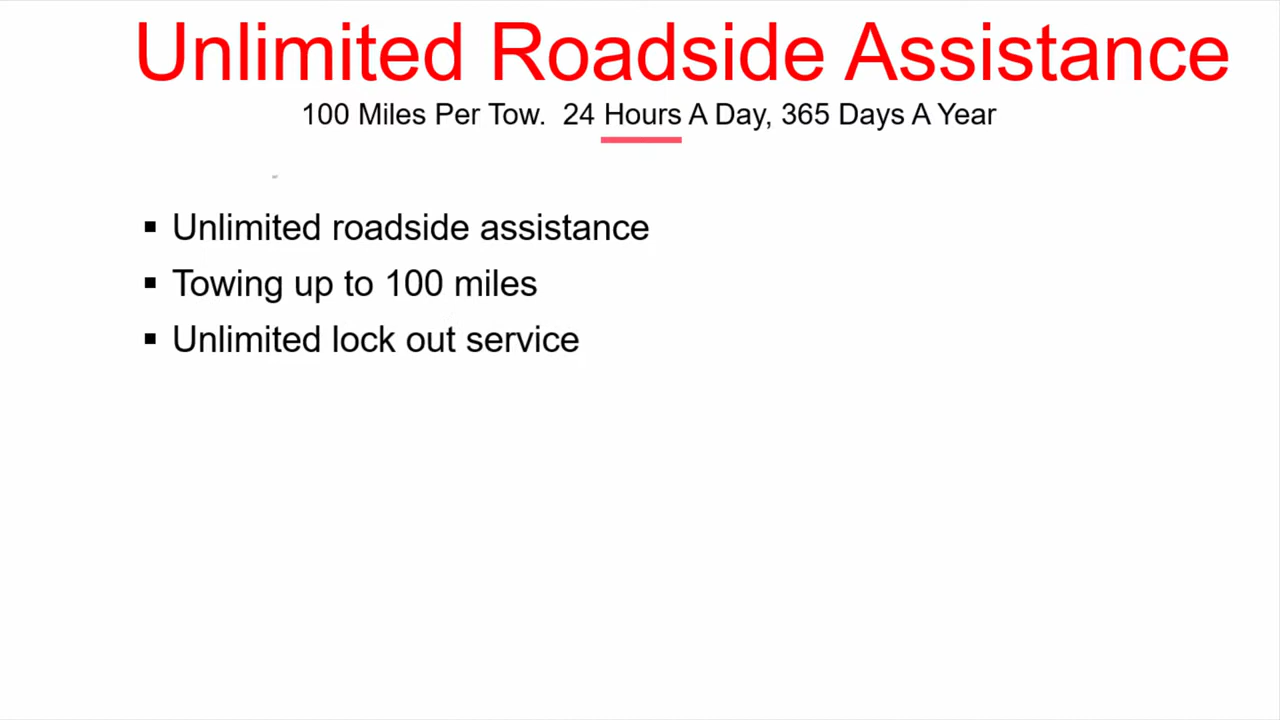 Unlimited Roadside Assistance
100 Miles Per Tow.  24 Hours A Day, 365 Days A Year
▪ Unlimited roadside assistance
▪ Towing up to 100 miles
▪ Unlimited lock out service